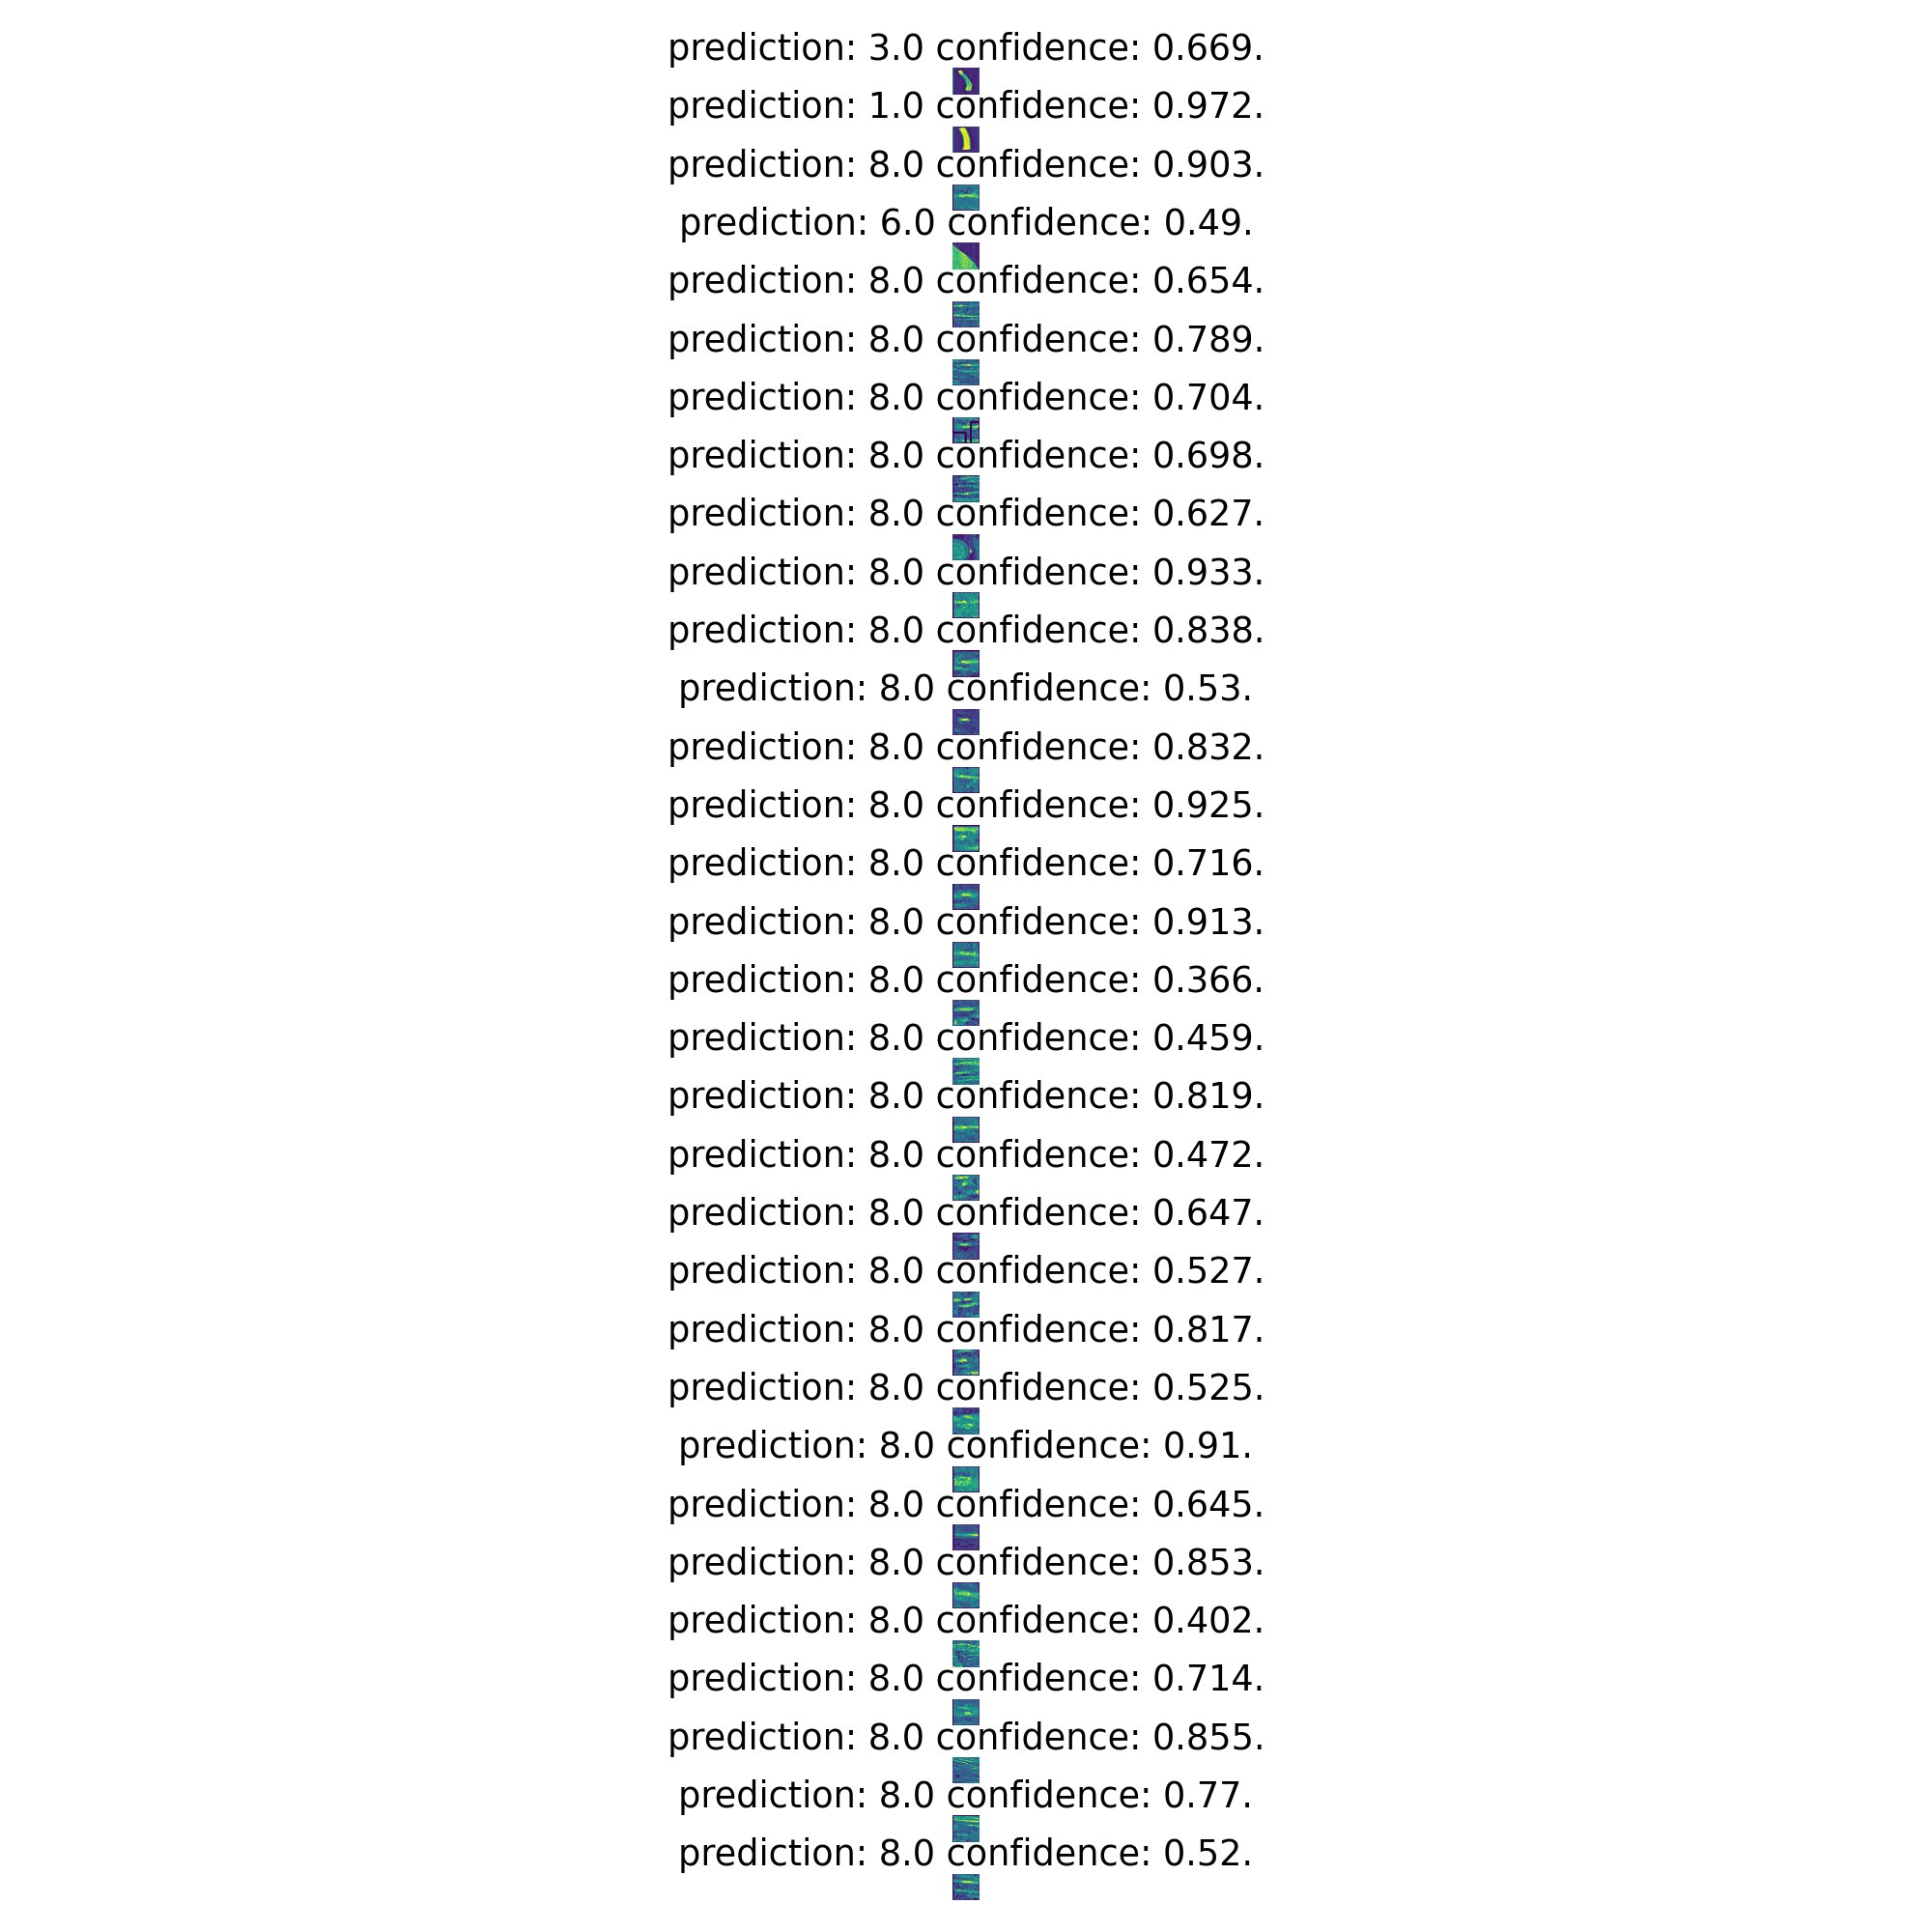 prediction: 3.0 confidence: 0.669.
prediction: 1.0 confidence: 0.972.
prediction: 8.0 confidence: 0.903.
prediction: 6.0 confidence: 0.49.
prediction: 8.0 confidence: 0.654.
prediction: 8.0 confidence: 0.789.
prediction: 8.0 confidence: 0.704.
prediction: 8.0 confidence: 0.698.
prediction: 8.0 confidence: 0.627.
prediction: 8.0 confidence: 0.933.
prediction: 8.0 confidence: 0.838.
prediction: 8.0 confidence: 0.53.
prediction: 8.0 confidence: 0.832.
prediction: 8.0 confidence: 0.925.
prediction: 8.0 confidence: 0.716.
prediction: 8.0 confidence: 0.913.
prediction: 8.0 confidence: 0.366.
prediction: 8.0 confidence: 0.459.
prediction: 8.0 confidence: 0.819.
prediction: 8.0 confidence: 0.472.
prediction: 8.0 confidence: 0.647.
prediction: 8.0 confidence: 0.527.
prediction: 8.0 confidence: 0.817.
prediction: 8.0 confidence: 0.525.
prediction: 8.0 confidence: 0.91.
prediction: 8.0 confidence: 0.645.
prediction: 8.0 confidence: 0.853.
prediction: 8.0 confidence: 0.402.
prediction: 8.0 confidence: 0.714.
prediction: 8.0 confidence: 0.855.
prediction: 8.0 confidence: 0.77.
prediction: 8.0 confidence: 0.52.